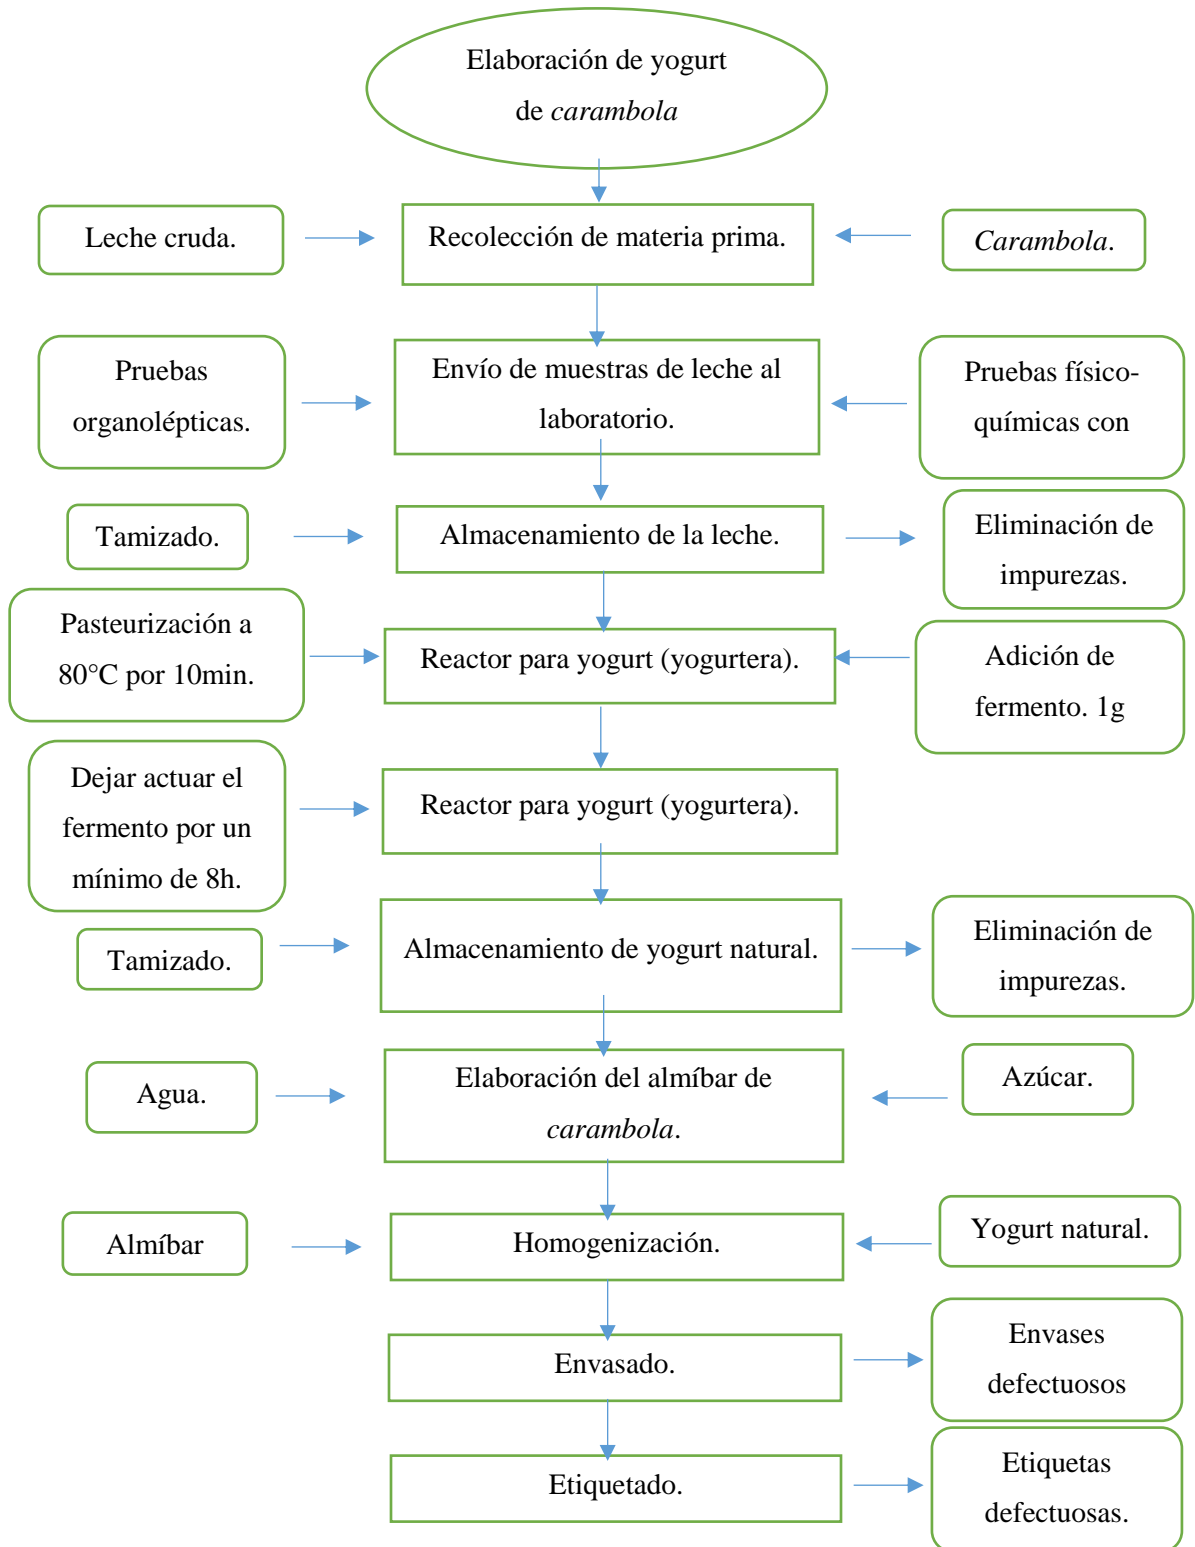 Elaboración de yogurt
de carambola
Leche cruda.
Recolección de materia prima.
Carambola.
Pruebas
organolépticas.
Envío de muestras de leche al
laboratorio.
Pruebas físico-
químicas con
Tamizado.
Almacenamiento de la leche.
Eliminación de
impurezas.
Pasteurización a
80°C por 10min.
Reactor para yogurt (yogurtera).
Adición de
fermento. 1g
Dejar actuar el
fermento por un
mínimo de 8h.
Reactor para yogurt (yogurtera).
Tamizado.
Almacenamiento de yogurt natural.
Eliminación de
impurezas.
Agua.
Elaboración del almíbar de
carambola.
Azúcar.
Almíbar
Homogenización.
Yogurt natural.
Envasado.
Envases
defectuosos
Etiquetado.
Etiquetas
defectuosas.